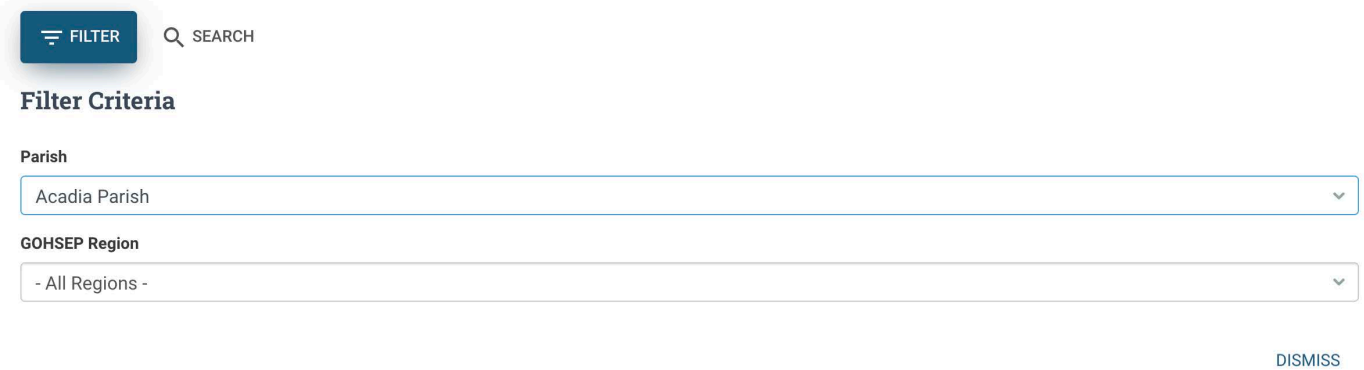 FILTER SEARCH
Filter Criteria
Parish
Acadia Parish
GOHSEP Region
- All Regions -
DISMISS